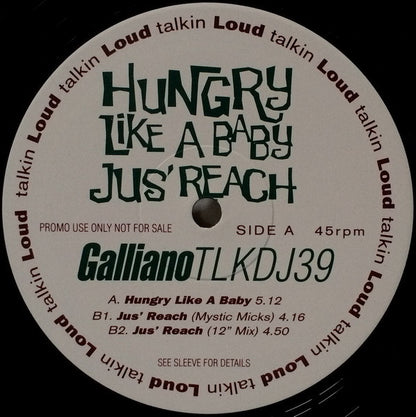 talkin Loud talkin Loud talkin Loud talkin Loud talkin Loud talkin Loud talkin Loud talkin Loud talkin Loud
HUNGRY
LIKE A BABY
JUS' REACH
PROMO USE ONLY NOT FOR SALE
SIDE A 45rpm
Galliano TLKDJ39
A. Hungry Like A Baby 5.12
B1. Jus' Reach (Mystic Micks) 4.16
B2. Jus' Reach (12" Mix) 4.50
SEE SLEEVE FOR DETAILS